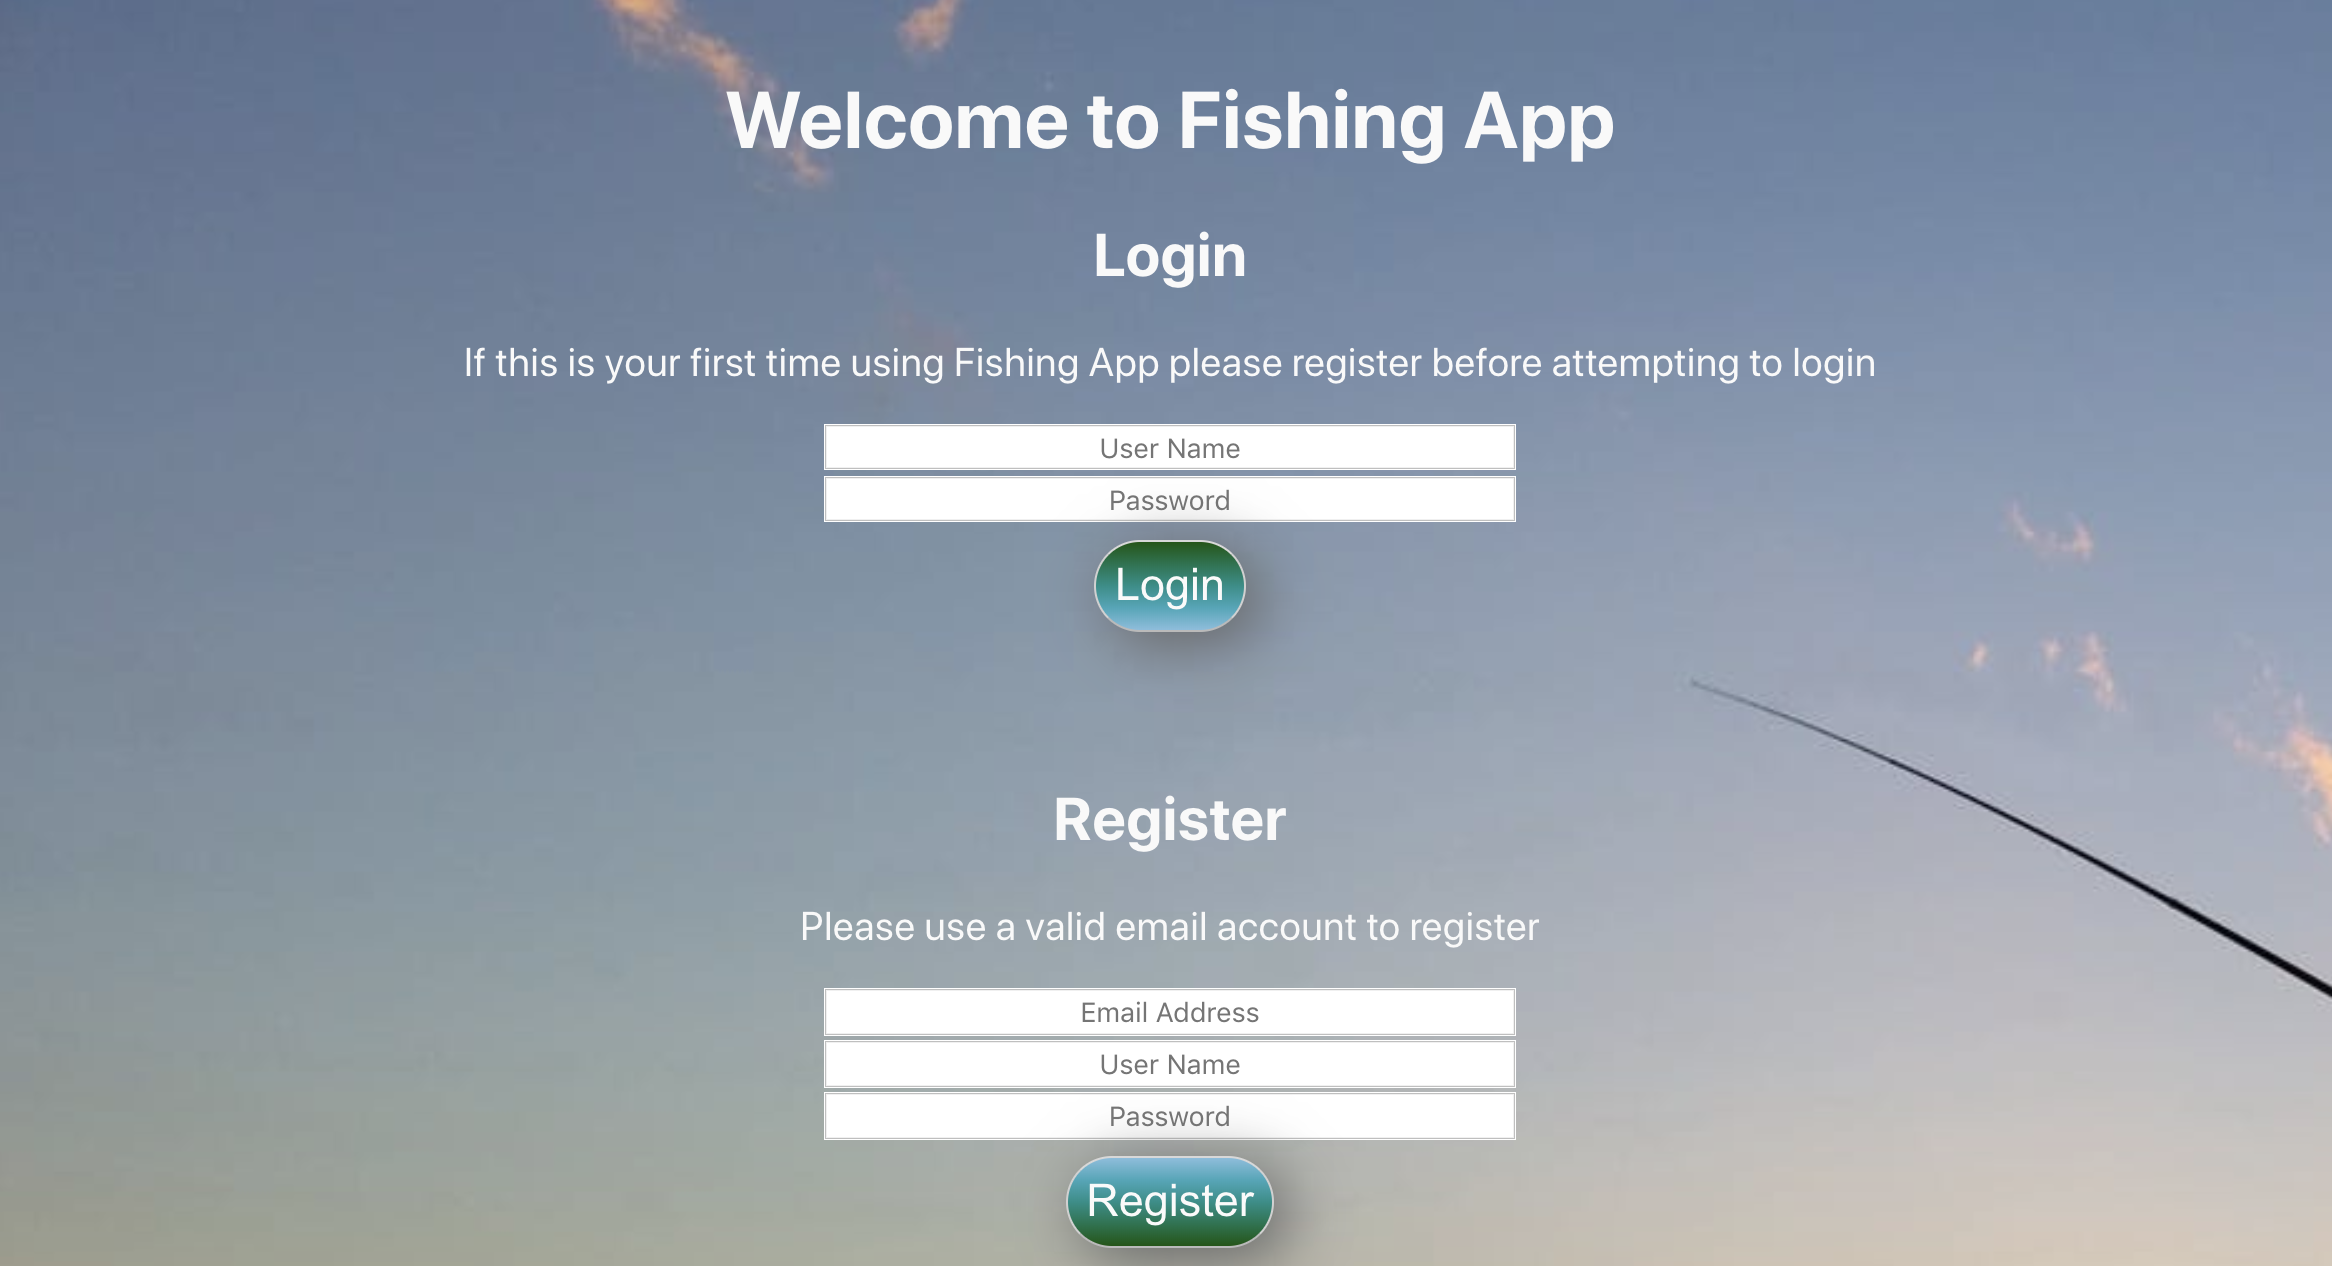 Welcome to Fishing App
Login
If this is your first time using Fishing App please register before attempting to login
User Name
Password
Login
Register
Please use a valid email account to register
Email Address
User Name
Password
Register